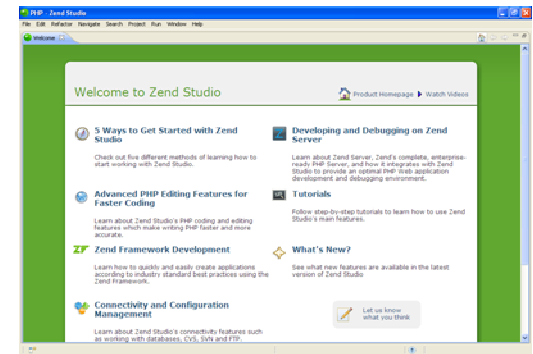 PHP - Zend Studio
File Edit Refactor Navigate Search Project Run Window Help
Welcome
Welcome to Zend Studio
Product Homepage
Watch Videos
5 Ways to Get Started with Zend
Studio
Check out five different methods of learning how to
start working with Zend Studio.
Developing and Debugging on Zend
Server
Learn about Zend Server, Zend's complete, enterprise-
ready PHP Server, and how it integrates with Zend
Studio to provide an optimal PHP Web application
development and debugging environment.
Advanced PHP Editing Features for
Faster Coding
Learn about Zend Studio's PHP coding and editing
features which make writing PHP faster and more
accurate.
Tutorials
Follow step-by-step tutorials to learn how to use Zend
Studio's main features.
ZF
Zend Framework Development
Learn how to quickly and easily create applications
according to industry standard best practices using the
Zend Framework.
What's New?
See what new features are available in the latest
version of Zend Studio
Connectivity and Configuration
Management
Learn about Zend Studio's connectivity features such
as working with databases, CVS, SVN and FTP.
Let us know
what you think